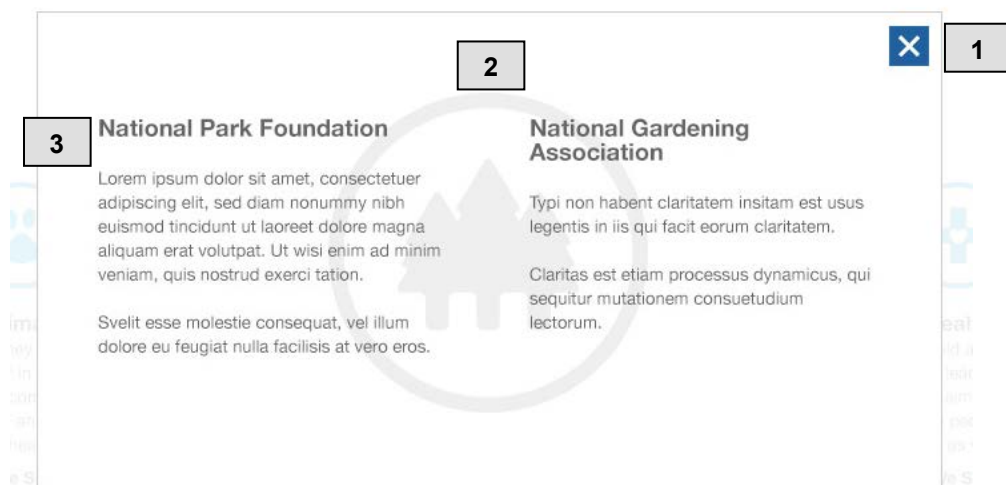 1
2
3
National Park Foundation
Lorem ipsum dolor sit amet, consectetuer
adipiscing elit, sed diam nonummy nibh
euismod tincidunt ut laoreet dolore magna
aliquam erat volutpat. Ut wisi enim ad minim
veniam, quis nostrud exerci tation.
Svelit esse molestie consequat, vel illum
dolore eu feugiat nulla facilisis at vero eros.
National Gardening
Association
Typi non habent claritatem insitam est usus
legentis in iis qui facit eorum claritatem.
Claritas est etiam processus dynamicus, qui
sequitur mutationem consuetudium
lectorum.